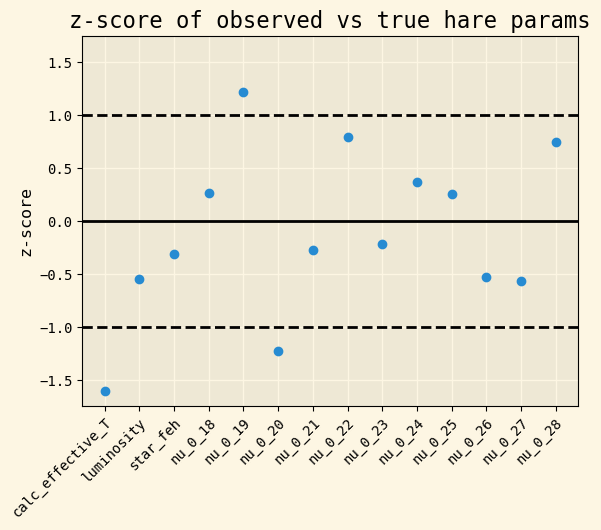 z-score of observed vs true hare params
z-score
1.5
1.0
0.5
0.0
−0.5
−1.0
−1.5
calc_effective_T
luminosity
star_feh
nu_0_18
nu_0_19
nu_0_20
nu_0_21
nu_0_22
nu_0_23
nu_0_24
nu_0_25
nu_0_26
nu_0_27
nu_0_28